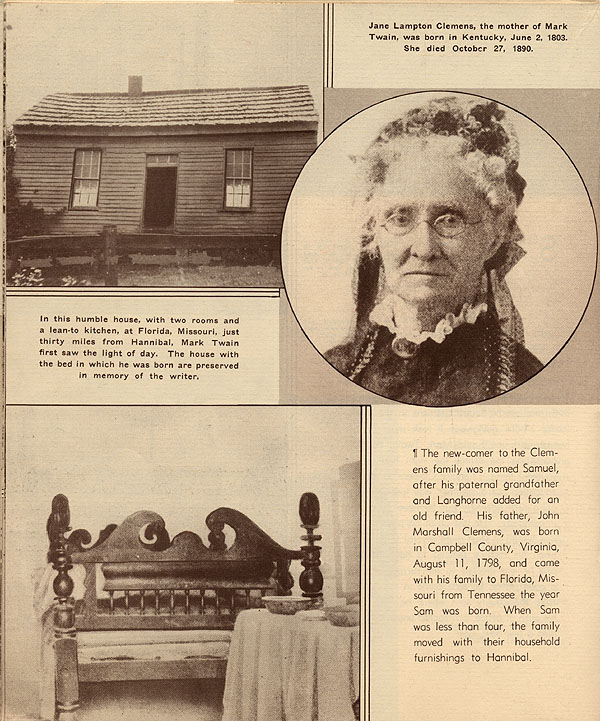 Jane Lampton Clemens, the mother of Mark
Twain, was born in Kentucky, June 2, 1803.
She died October 27, 1890.
In this humble house, with two rooms and
a lean-to kitchen, at Florida, Missouri, just
thirty miles from Hannibal, Mark Twain
first saw the light of day. The house with
the bed in which he was born are preserved
in memory of the writer.
¶ The new-comer to the Clem-
ens family was named Samuel,
after his paternal grandfather
and Langhorne added for an
old friend. His father, John
Marshall Clemens, was born
in Campbell County, Virginia,
August 11, 1798, and came
with his family to Florida, Mis-
souri from Tennessee the year
Sam was born. When Sam
was less than four, the family
moved with their household
furnishings to Hannibal.